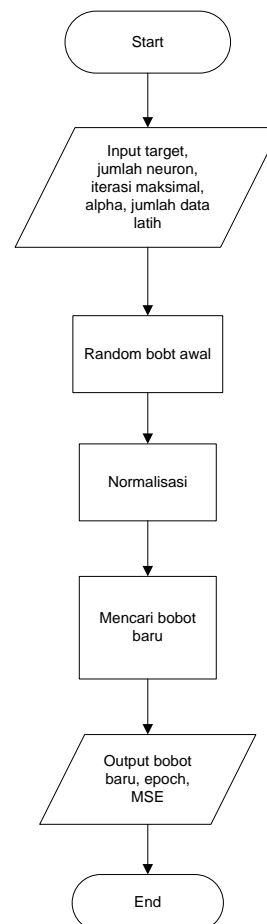 Start
Input target,
jumlah neuron,
iterasi maksimal,
alpha, jumlah data
latih
Random bobt awal
Normalisasi
Mencari bobot
baru
Output bobot
baru, epoch,
MSE
End